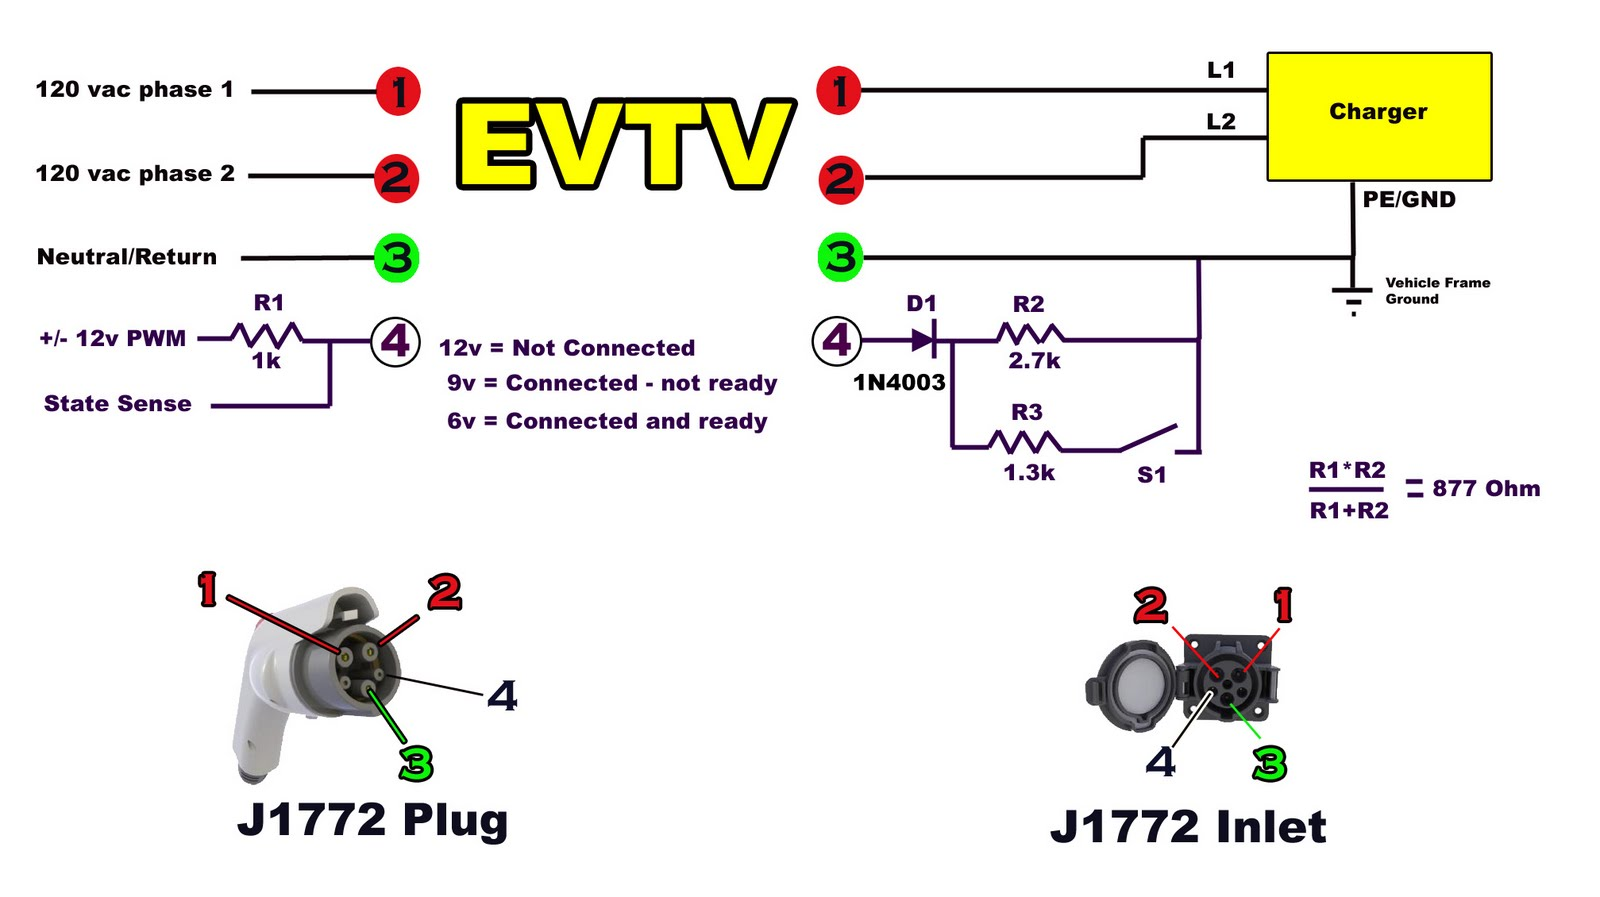 120 vac phase 1
1
120 vac phase 2
2
Neutral/Return
3
R1
+/- 12v PWM
1k
4
State Sense
EVTV
12v = Not Connected
9v = Connected - not ready
6v = Connected and ready
1
L1
Charger
2
L2
PE/GND
3
Vehicle Frame
Ground
D1
R2
4
2.7k
1N4003
R3
1.3k
S1
R1*R2
R1+R2
= 877 Ohm
1
2
4
3
J1772 Plug
2
1
4
3
J1772 Inlet